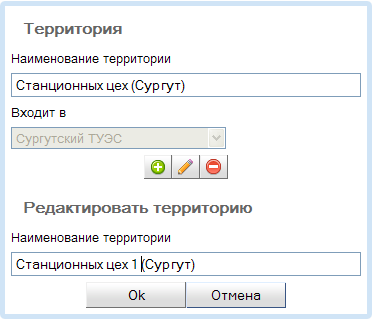 Территория
Наименование территории
Станционных цех (Сургут)
Входит в
Сургутский ТУЭС
Редактировать территорию
Наименование территории
Станционных цех 1 (Сургут)
Ok Отмена